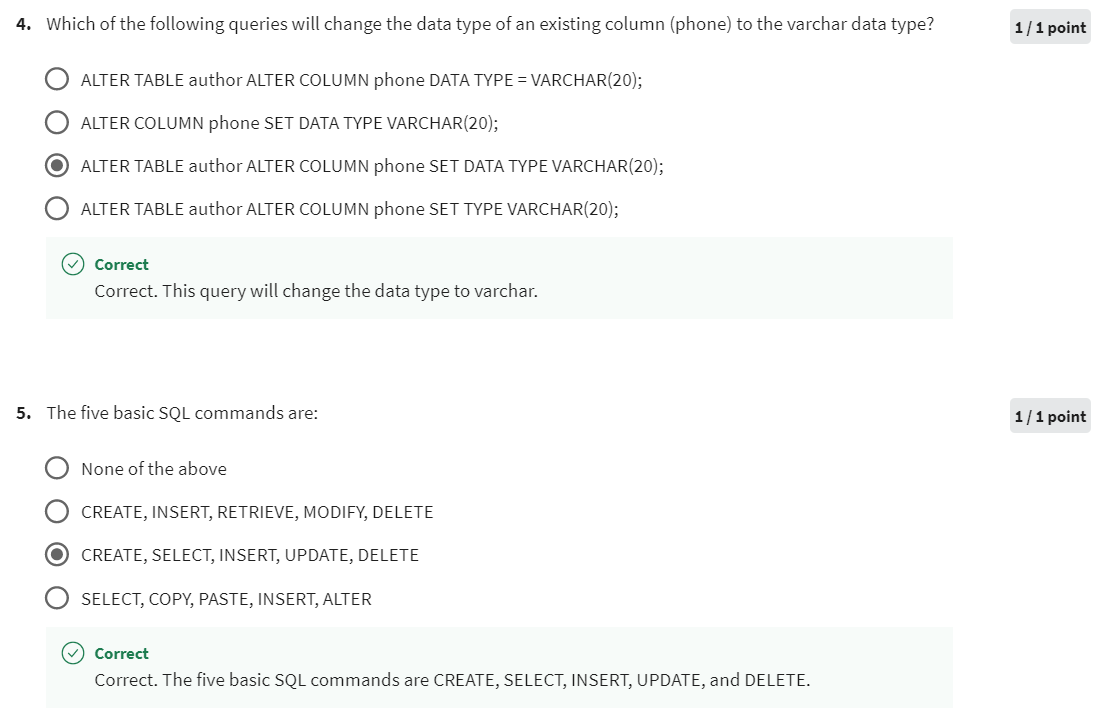 4. Which of the following queries will change the data type of an existing column (phone) to the varchar data type?
1 / 1 point
ALTER TABLE author ALTER COLUMN phone DATA TYPE = VARCHAR(20);
ALTER COLUMN phone SET DATA TYPE VARCHAR(20);
ALTER TABLE author ALTER COLUMN phone SET DATA TYPE VARCHAR(20);
ALTER TABLE author ALTER COLUMN phone SET TYPE VARCHAR(20);
Correct
Correct. This query will change the data type to varchar.
5. The five basic SQL commands are:
1 / 1 point
None of the above
CREATE, INSERT, RETRIEVE, MODIFY, DELETE
CREATE, SELECT, INSERT, UPDATE, DELETE
SELECT, COPY, PASTE, INSERT, ALTER
Correct
Correct. The five basic SQL commands are CREATE, SELECT, INSERT, UPDATE, and DELETE.